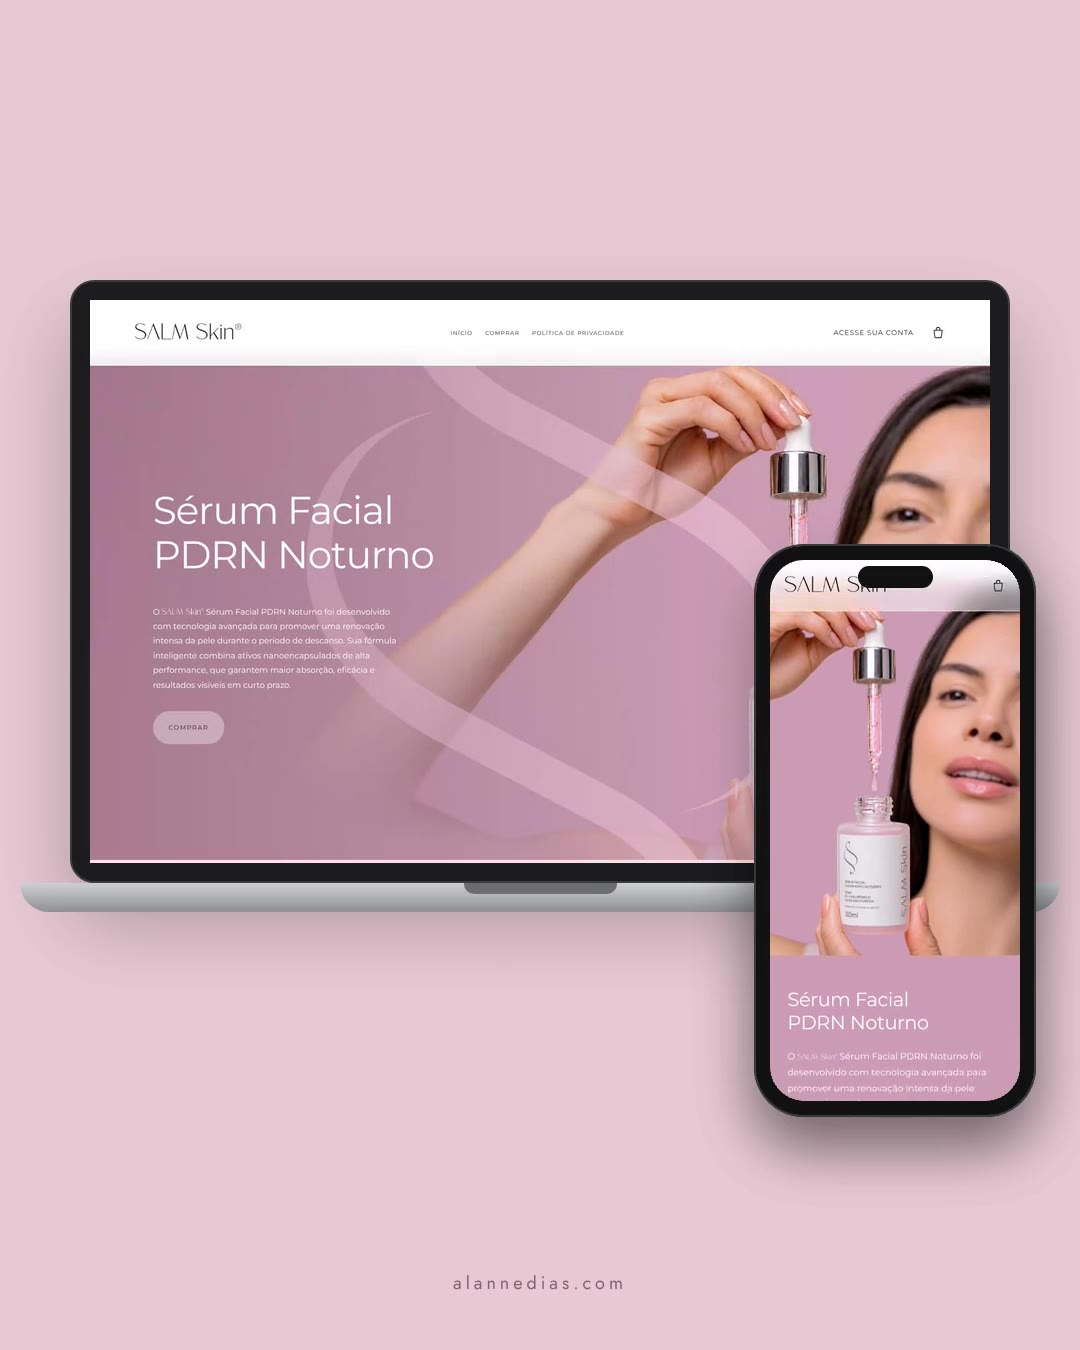 SALM Skin®
INÍCIO COMPRAR POLÍTICA DE PRIVACIDADE
ACESSE SUA CONTA
Sérum Facial
PDRN Noturno
O SALM Skin® Sérum Facial PDRN Noturno foi desenvolvido
com tecnologia avançada para promover uma renovação
intensa da pele durante o período de descanso. Sua fórmula
inteligente combina ativos nanoencapsulados de alta
performance, que garantem maior absorção, eficácia e
resultados visíveis em curto prazo.
COMPRAR
SALM Skin
SALM Skin
30ml
Sérum Facial
PDRN Noturno
O SALM Skin® Sérum Facial PDRN Noturno foi
desenvolvido com tecnologia avançada para
promover uma renovação intensa da pele
alannedias.com